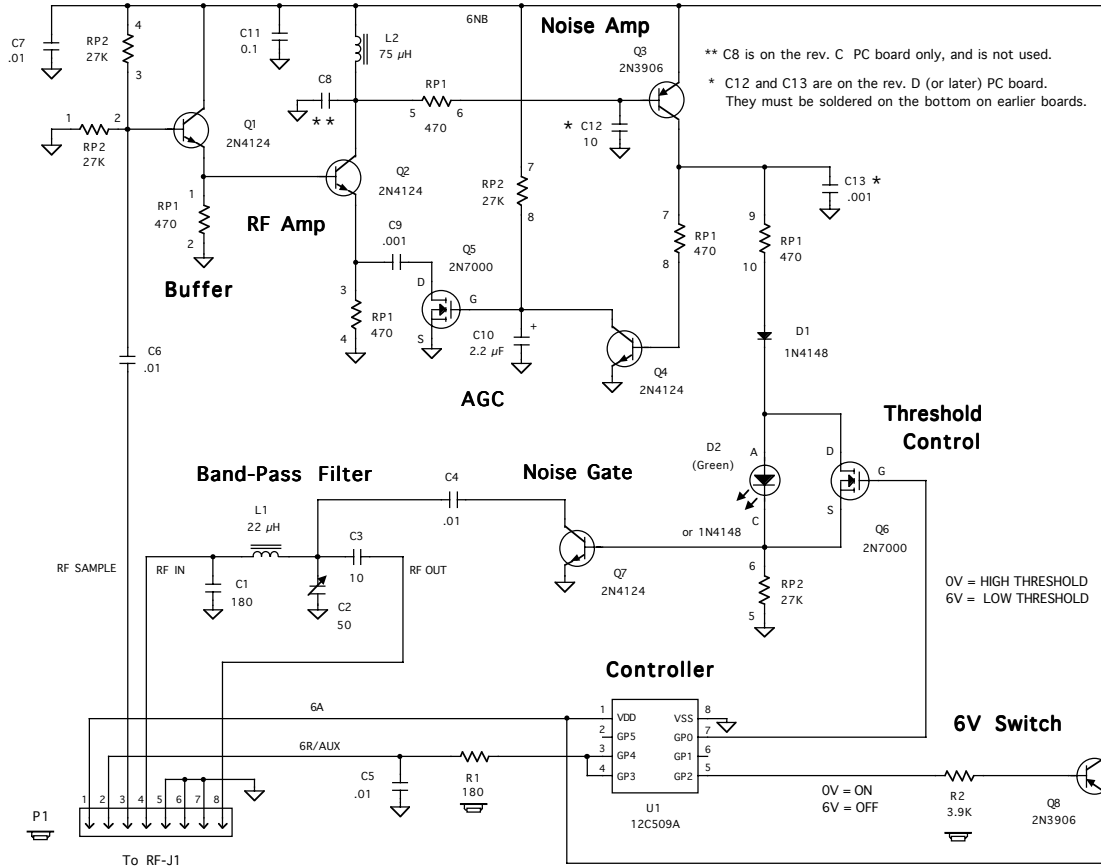 6NB
Noise Amp
C7
.01
4
RP2
27K
3
C11
0.1
L2
75 µH
Q3
2N3906
** C8 is on the rev. C PC board only, and is not used.
* C12 and C13 are on the rev. D (or later) PC board.
They must be soldered on the bottom on earlier boards.
C8
**
RP1
5 6
470
* C12
10
1 2
RP2
27K
Q1
2N4124
Q2
2N4124
7
RP2
27K
8
C13 *
.001
1
RP1
470
2
RF Amp
C9
.001
Q5
2N7000
7
RP1
470
8
9
RP1
470
10
Buffer
3
RP1
470
4
D
G
S
C10
2.2 µF
+
Q4
2N4124
D1
1N4148
C6
.01
AGC
Threshold
Control
Band-Pass Filter
C4
.01
Noise Gate
D2
(Green)
A
C
or 1N4148
D
G
S
Q6
2N7000
L1
22 µH
C3
10
RF SAMPLE
RF IN
RF OUT
C1
180
C2
50
Q7
2N4124
6
RP2
27K
5
0V = HIGH THRESHOLD
6V = LOW THRESHOLD
Controller
6A
1 VDD VSS 8
2 GP5 GP0 7
3 GP4 GP1 6
4 GP3 GP2 5
U1
12C509A
6V Switch
6R/AUX
C5
.01
R1
180
0V = ON
6V = OFF
R2
3.9K
Q8
2N3906
P1
1 2 3 4 5 6 7 8
To RF-J1